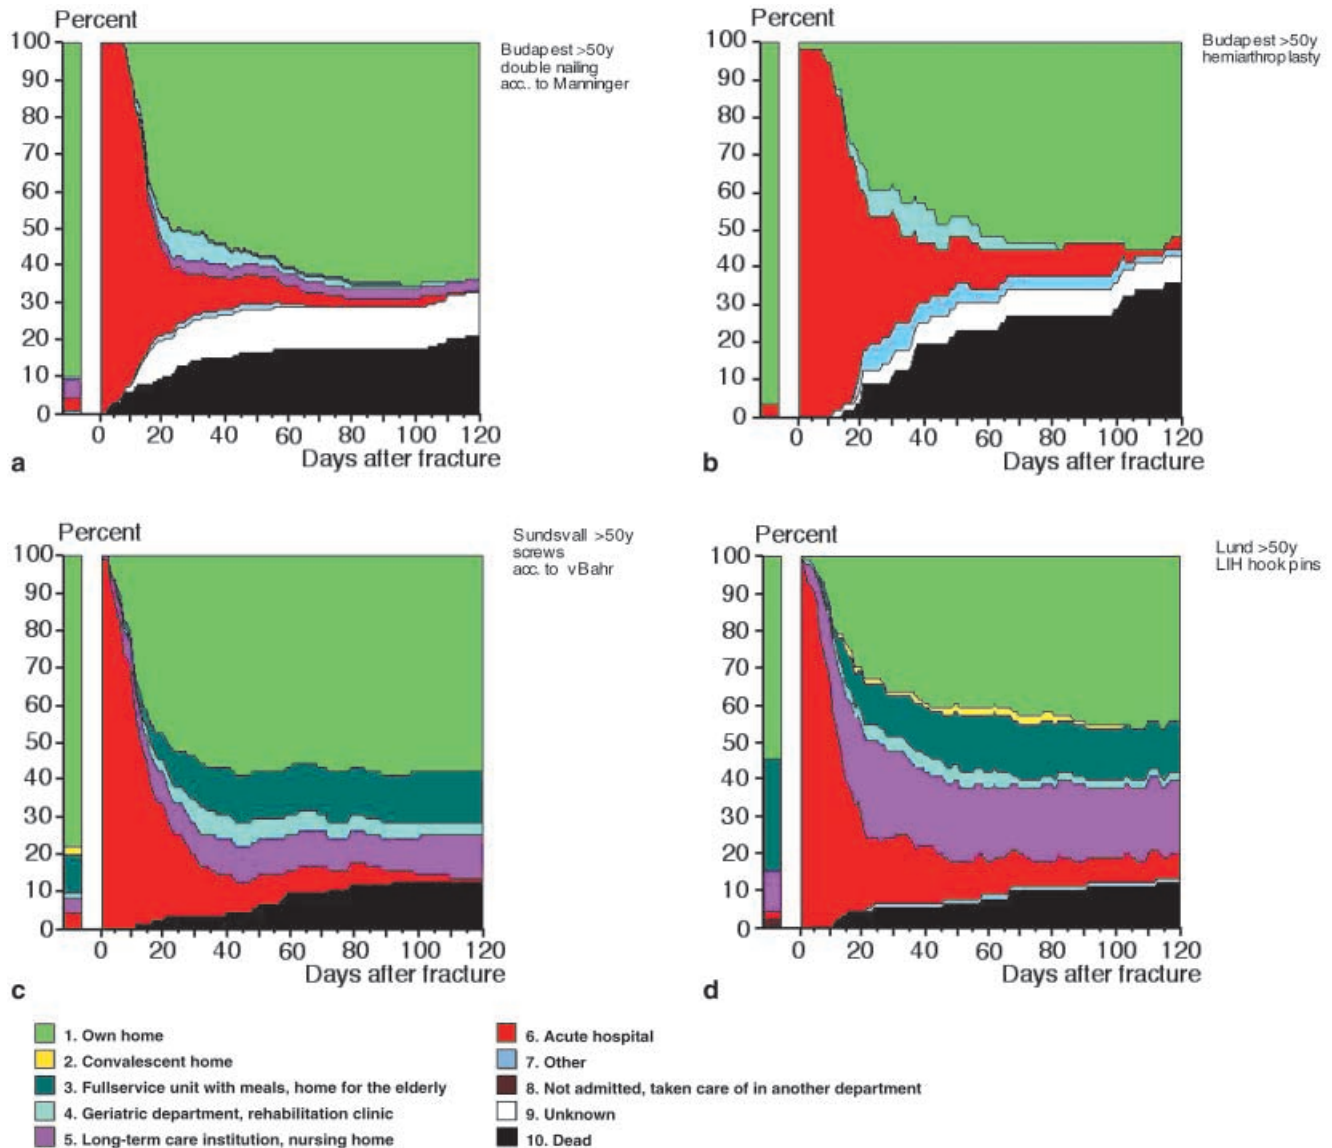 Percent
100
90
80
70
60
50
40
30
20
10
0
0 20 40 60 80 100 120
Days after fracture
Budapest >50y
double nailing
acc.. to Manninger
a
Percent
100
90
80
70
60
50
40
30
20
10
0
0 20 40 60 80 100 120
Days after fracture
Budapest >50y
hemiarthroplasty
b
Percent
100
90
80
70
60
50
40
30
20
10
0
0 20 40 60 80 100 120
Days after fracture
Sundsvall >50y
screws
acc. to vBahr
c
Percent
100
90
80
70
60
50
40
30
20
10
0
0 20 40 60 80 100 120
Days after fracture
Lund >50y
LIH hook pins
d
1. Own home
2. Convalescent home
3. Fullservice unit with meals, home for the elderly
4. Geriatric department, rehabilitation clinic
5. Long-term care institution, nursing home
6. Acute hospital
7. Other
8. Not admitted, taken care of in another department
9. Unknown
10. Dead